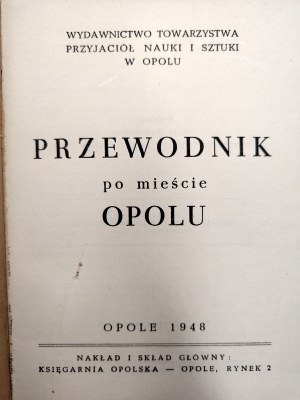 WYDAWNICTWO TOWARZYSTWA
PRZYJACIÓŁ NAUKI I SZTUKI
W OPOLU
PRZEWODNIK
po mieście
OPOLU
OPOLE 1948
NAKŁAD I SKŁAD GŁÓWNY:
KSIĘGARNIA OPOLSKA — OPOLE, RYNEK 2